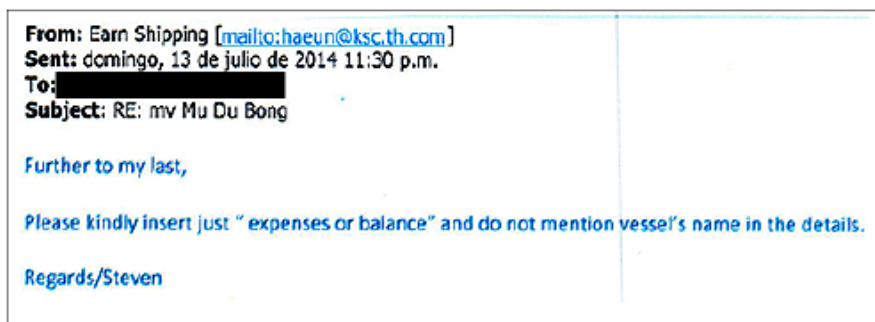 From: Earn Shipping [mailto:haeun@ksc.th.com]
Sent: domingo, 13 de julio de 2014 11:30 p.m.
To:
Subject: RE: mv Mu Du Bong
Further to my last,
Please kindly insert just “ expenses or balance” and do not mention vessel's name in the details.
Regards/Steven